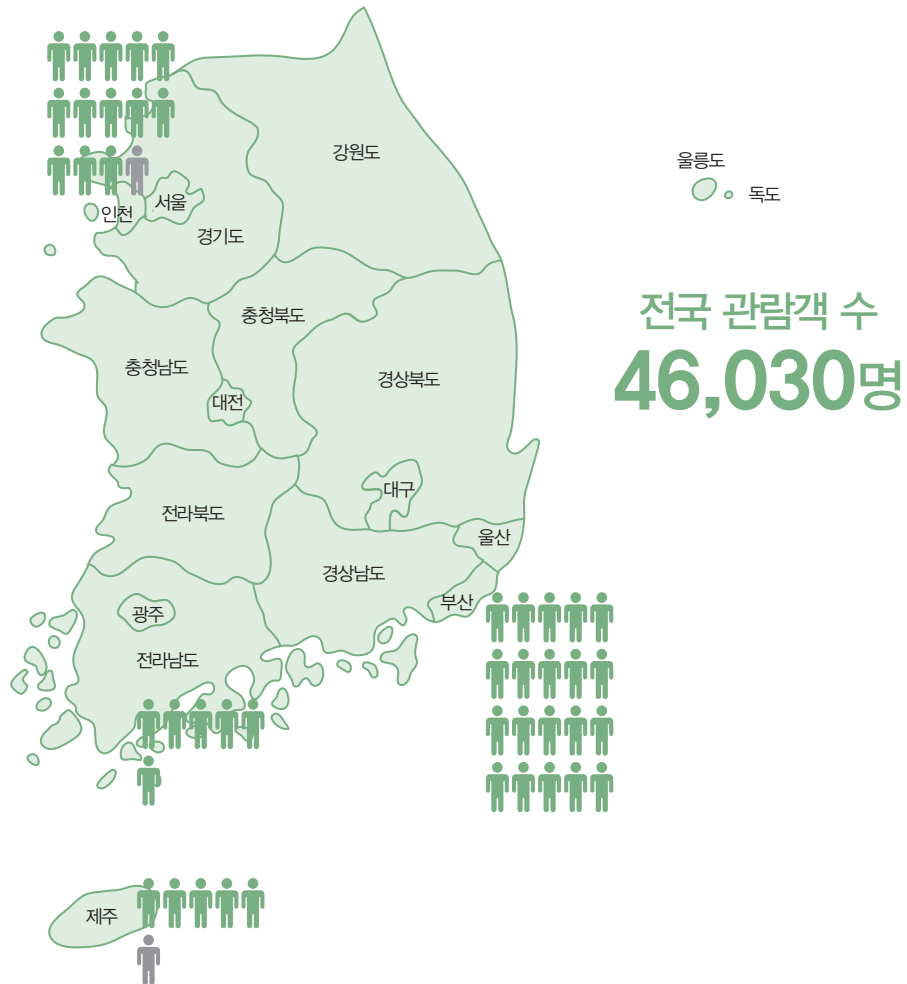 강원도
울릉도
독도
서울
인천
경기도
전국 관람객 수
46,030명
충청북도
충청남도
경상북도
대전
대구
전라북도
울산
경상남도
부산
광주
전라남도
제주